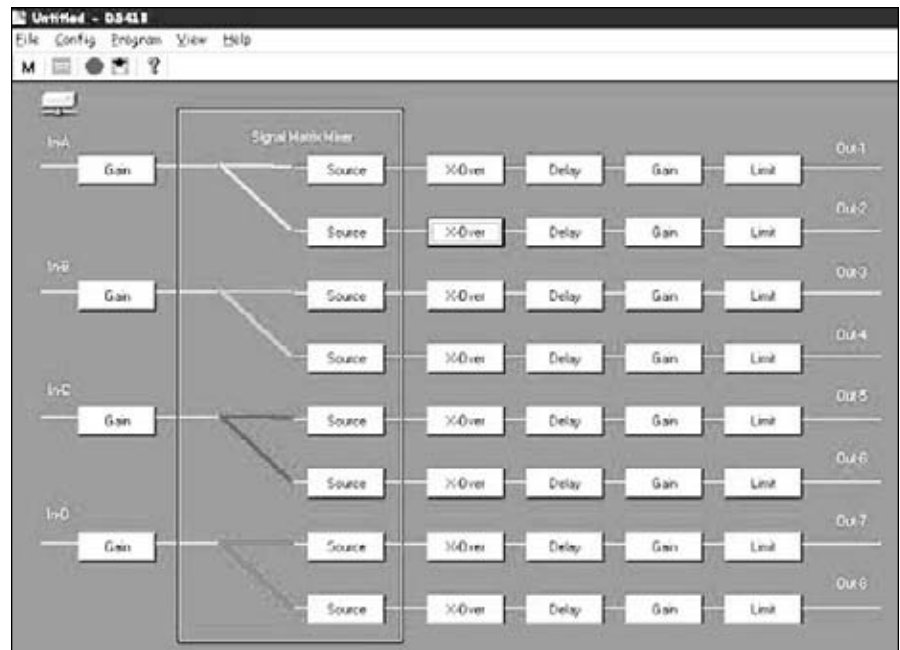 Untitled - DS418
File Config Program View Help
M ?
Signal Matrix Mixer
In-A Out-1
Gain Source X-Over Delay Gain Limit
Out-2
Source X-Over Delay Gain Limit
In-B Out-3
Gain Source X-Over Delay Gain Limit
Out-4
Source X-Over Delay Gain Limit
In-C Out-5
Gain Source X-Over Delay Gain Limit
Out-6
Source X-Over Delay Gain Limit
In-D Out-7
Gain Source X-Over Delay Gain Limit
Out-8
Source X-Over Delay Gain Limit